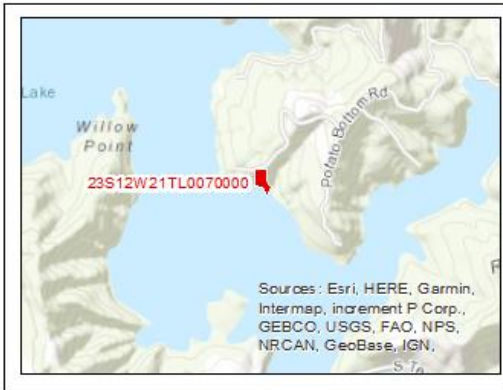 Lake
Willow
Point
Potato Bottom Rd
23S12W21TL0070000
Sources: Esri, HERE, Garmin,
Intermap, increment P Corp.,
GEBCO, USGS, FAO, NPS,
NRCAN, GeoBase, IGN,
S Te